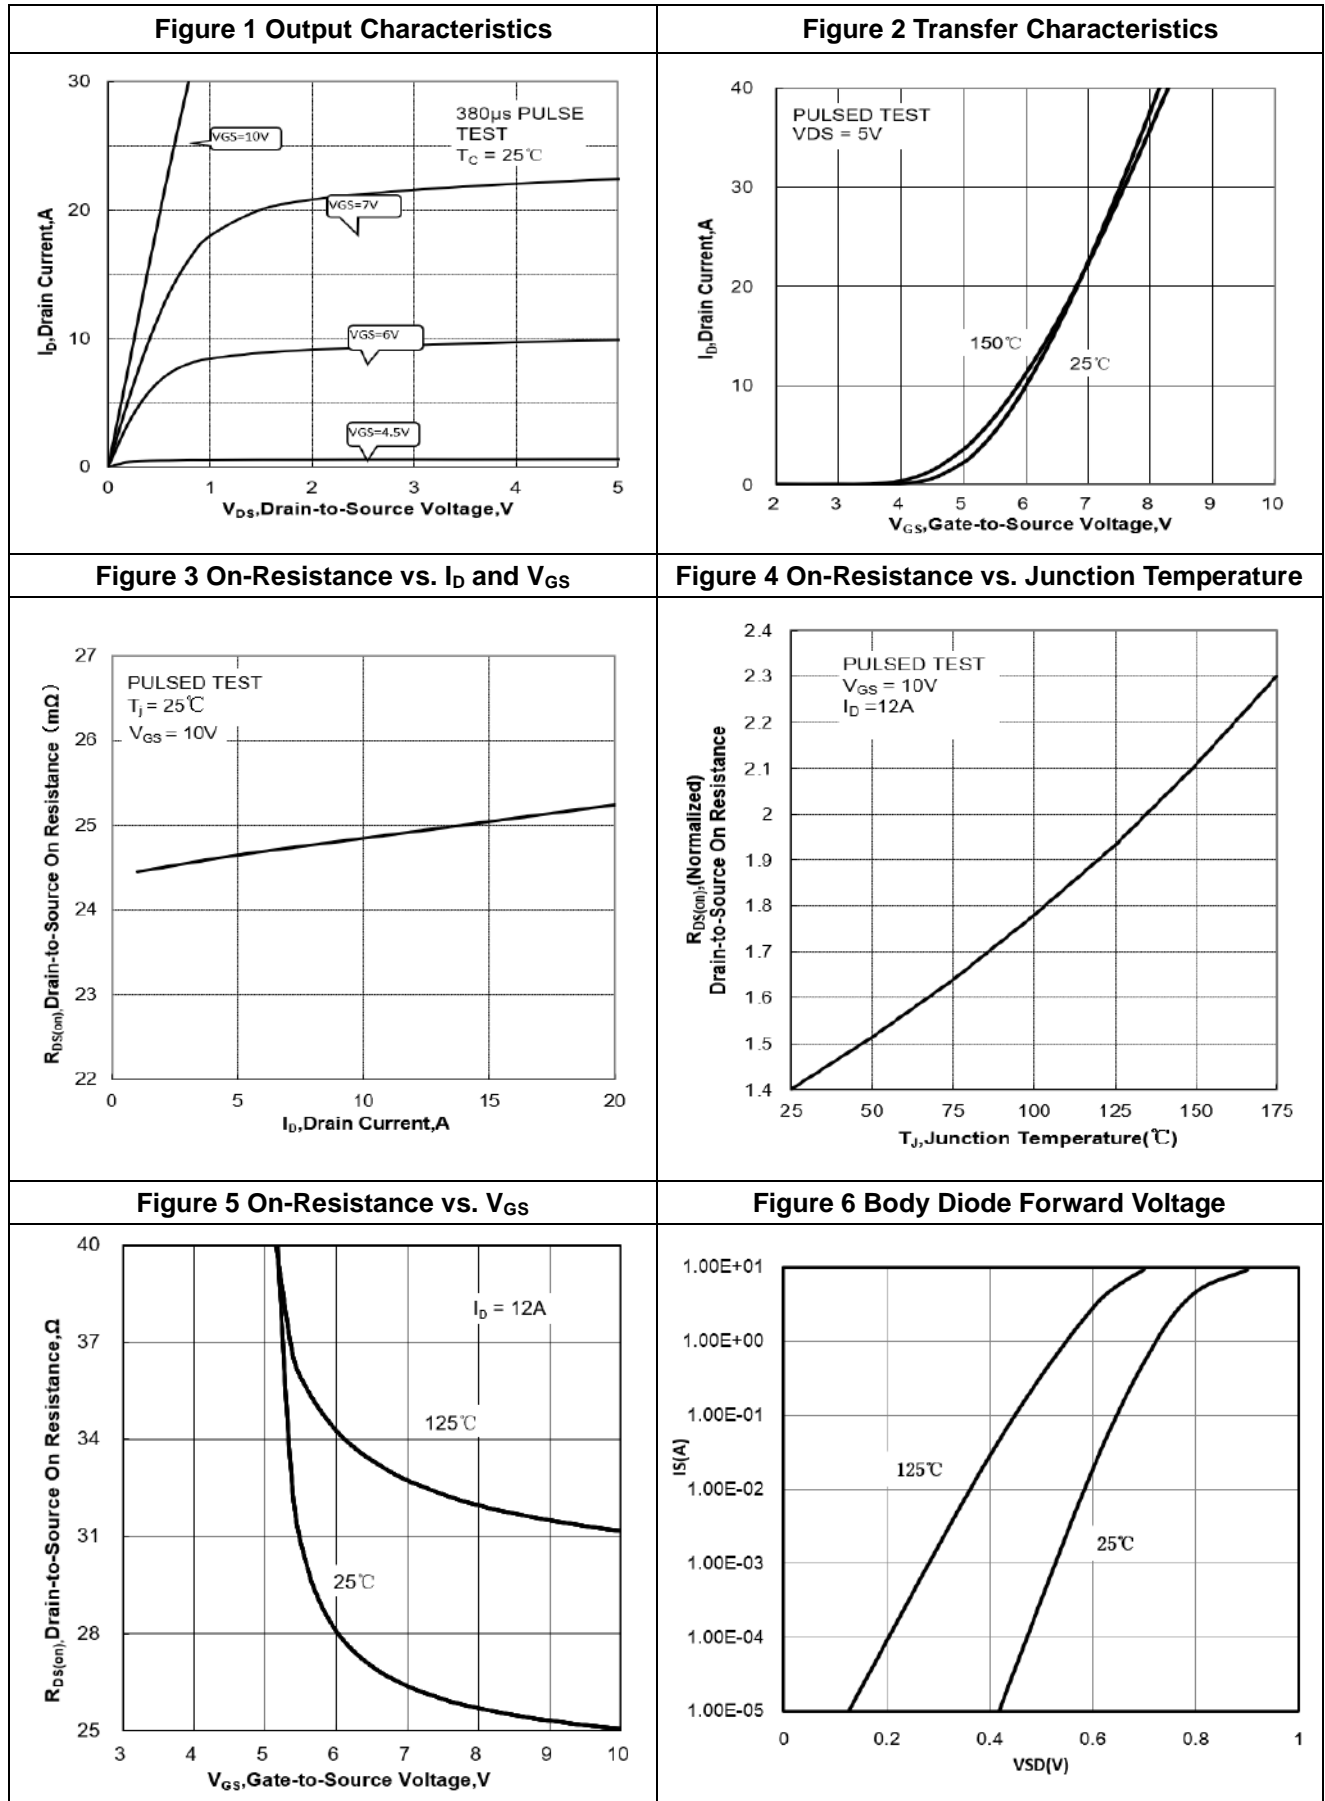 Figure 1 Output Characteristics
30
20
10
0
0
1
2
3
4
5
380μs PULSE
TEST
TC = 25℃
VGS=10V
VGS=7V
VGS=6V
VGS=4.5V
ID,Drain Current,A
VDS,Drain-to-Source Voltage,V
Figure 2 Transfer Characteristics
40
30
20
10
0
2
3
4
5
6
7
8
9
10
PULSED TEST
VDS = 5V
150℃
25℃
ID,Drain Current,A
VGS,Gate-to-Source Voltage,V
Figure 3 On-Resistance vs. ID and VGS
27
26
25
24
23
22
0
5
10
15
20
PULSED TEST
Tj = 25℃
VGS = 10V
RDS(on),Drain-to-Source On Resistance (mΩ)
ID,Drain Current,A
Figure 4 On-Resistance vs. Junction Temperature
2.4
2.3
2.2
2.1
2
1.9
1.8
1.7
1.6
1.5
1.4
25
50
75
100
125
150
175
PULSED TEST
VGS = 10V
ID =12A
RDS(on),(Normalized)
Drain-to-Source On Resistance
TJ,Junction Temperature(℃)
Figure 5 On-Resistance vs. VGS
40
37
34
31
28
25
3
4
5
6
7
8
9
10
ID = 12A
125℃
25℃
RDS(on),Drain-to-Source On Resistance,Ω
VGS,Gate-to-Source Voltage,V
Figure 6 Body Diode Forward Voltage
1.00E+01
1.00E+00
1.00E-01
1.00E-02
1.00E-03
1.00E-04
1.00E-05
0
0.2
0.4
0.6
0.8
1
125℃
25℃
IS(A)
VSD(V)